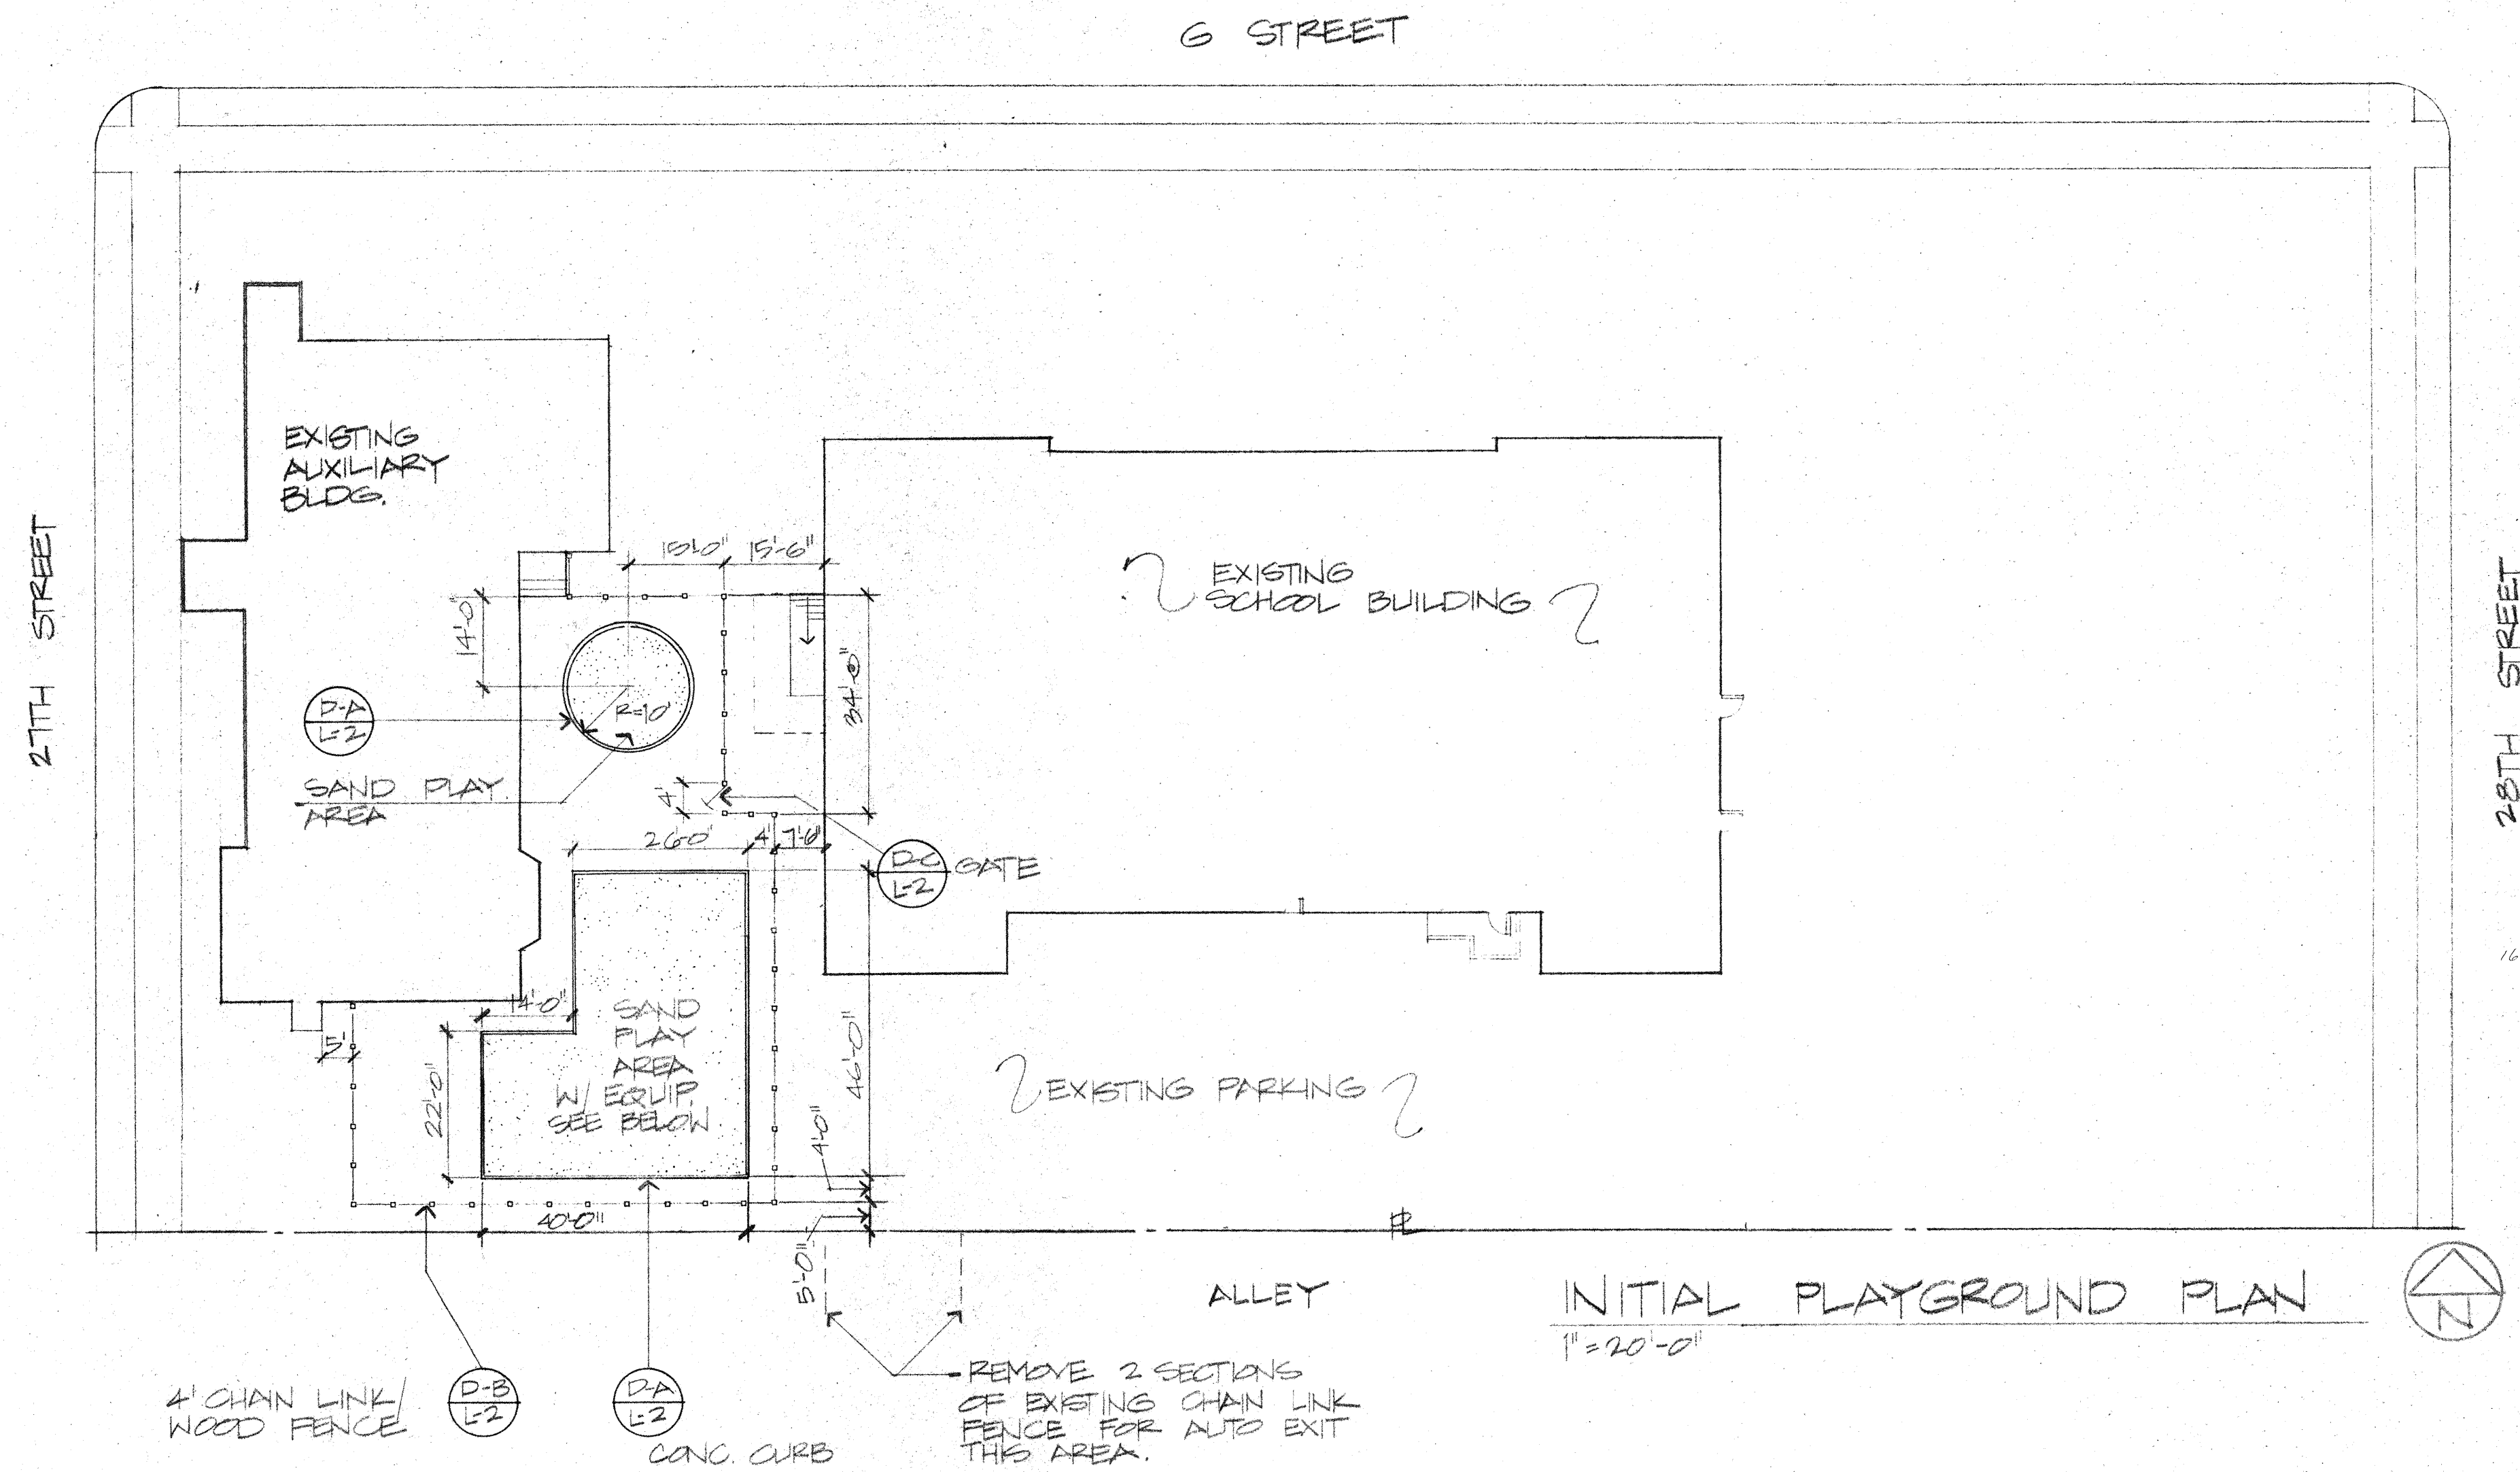 G STREET
27TH STREET
28TH STREET
EXISTING
AUXILIARY
BLDG.
15'-0" 15'-6"
EXISTING
SCHOOL BUILDING
14'-0"
34'-0"
R=10'
D-A
L-2
SAND PLAY
AREA
4'
26'-0" 4' 7'-6"
D-C
L-2
GATE
14'-0"
SAND
PLAY
AREA
W/ EQUIP.
SEE BELOW
5'
22'-0"
46'-0"
4'-0"
EXISTING PARKING
16
40'-0"
5'-0"
ALLEY
INITIAL PLAYGROUND PLAN
1"=20'-0"
N
4' CHAIN LINK/
WOOD FENCE
D-B
L-2
D-A
L-2
CONC. CURB
REMOVE 2 SECTIONS
OF EXISTING CHAIN LINK
FENCE FOR AUTO EXIT
THIS AREA.